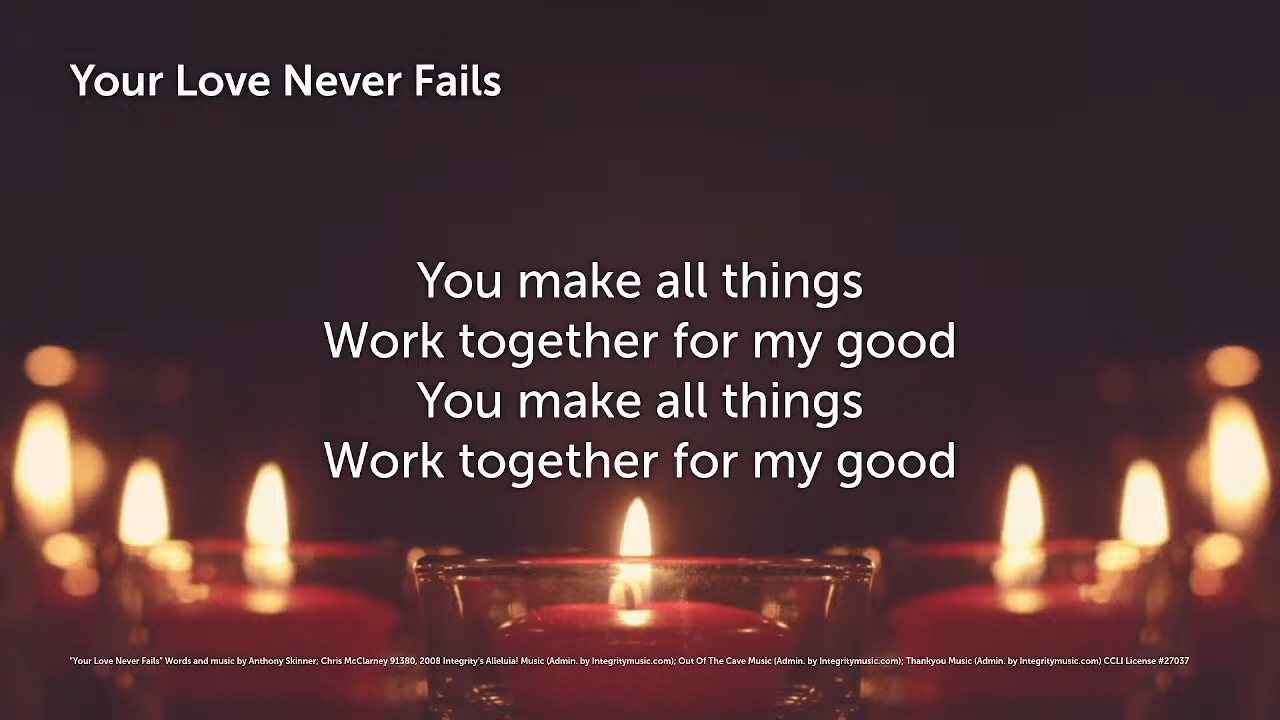 Your Love Never Fails
You make all things
Work together for my good
You make all things
Work together for my good
"Your Love Never Fails" Words and music by Anthony Skinner; Chris McClarney 91380, 2008 Integrity's Alleluia! Music (Admin. by Integritymusic.com); Out Of The Cave Music (Admin. by Integritymusic.com); Thankyou Music (Admin. by Integritymusic.com) CCLI License #27037